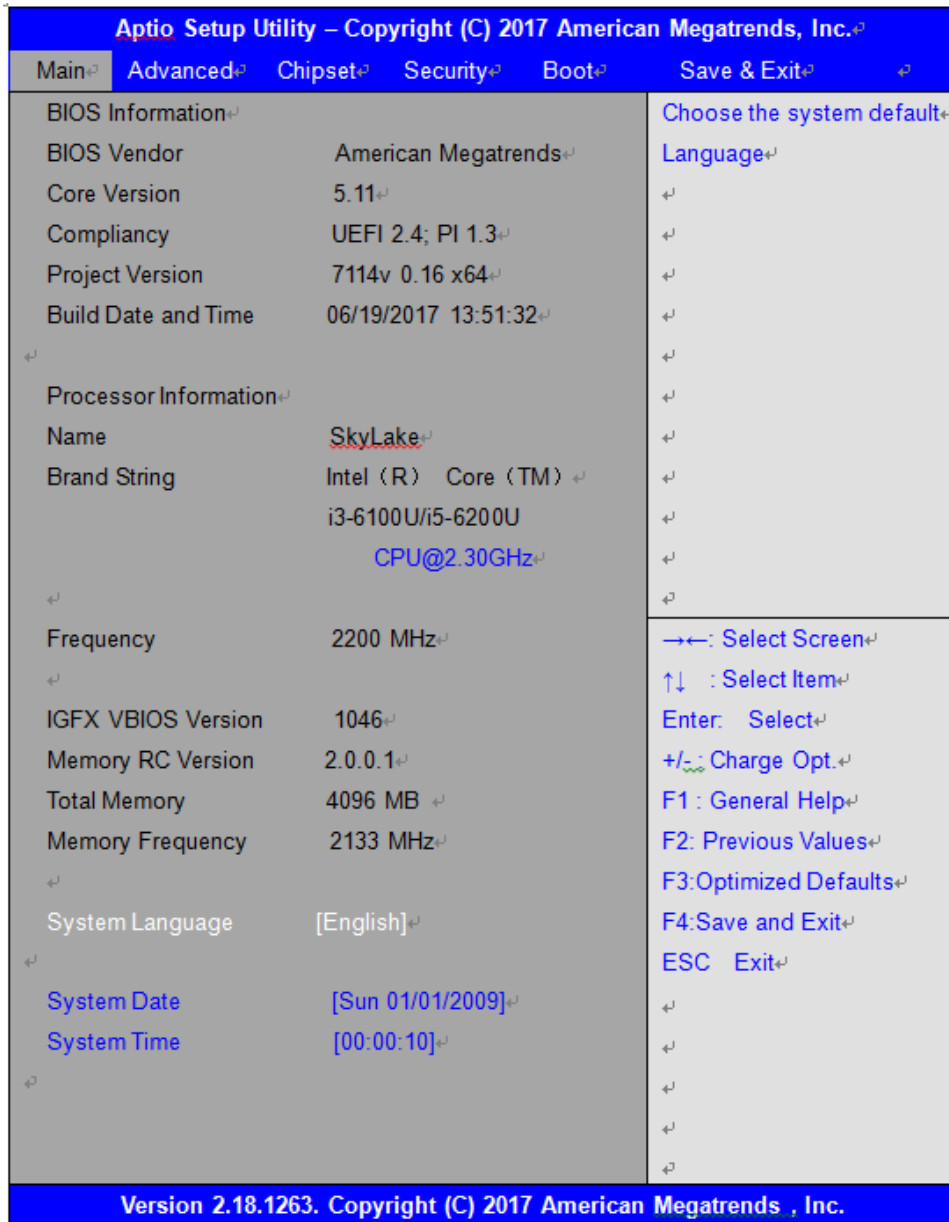 Aptio Setup Utility – Copyright (C) 2017 American Megatrends, Inc.
Main Advanced Chipset Security Boot Save & Exit
BIOS Information
BIOS Vendor American Megatrends
Core Version 5.11
Compliancy UEFI 2.4; PI 1.3
Project Version 7114v 0.16 x64
Build Date and Time 06/19/2017 13:51:32
Processor Information
Name SkyLake
Brand String Intel（R） Core（TM）
i3-6100U/i5-6200U
CPU@2.30GHz
Frequency 2200 MHz
IGFX VBIOS Version 1046
Memory RC Version 2.0.0.1
Total Memory 4096 MB
Memory Frequency 2133 MHz
System Language [English]
System Date [Sun 01/01/2009]
System Time [00:00:10]
Choose the system default
Language
→←: Select Screen
↑↓ : Select Item
Enter: Select
+/- : Charge Opt.
F1 : General Help
F2: Previous Values
F3:Optimized Defaults
F4:Save and Exit
ESC Exit
Version 2.18.1263. Copyright (C) 2017 American Megatrends , Inc.